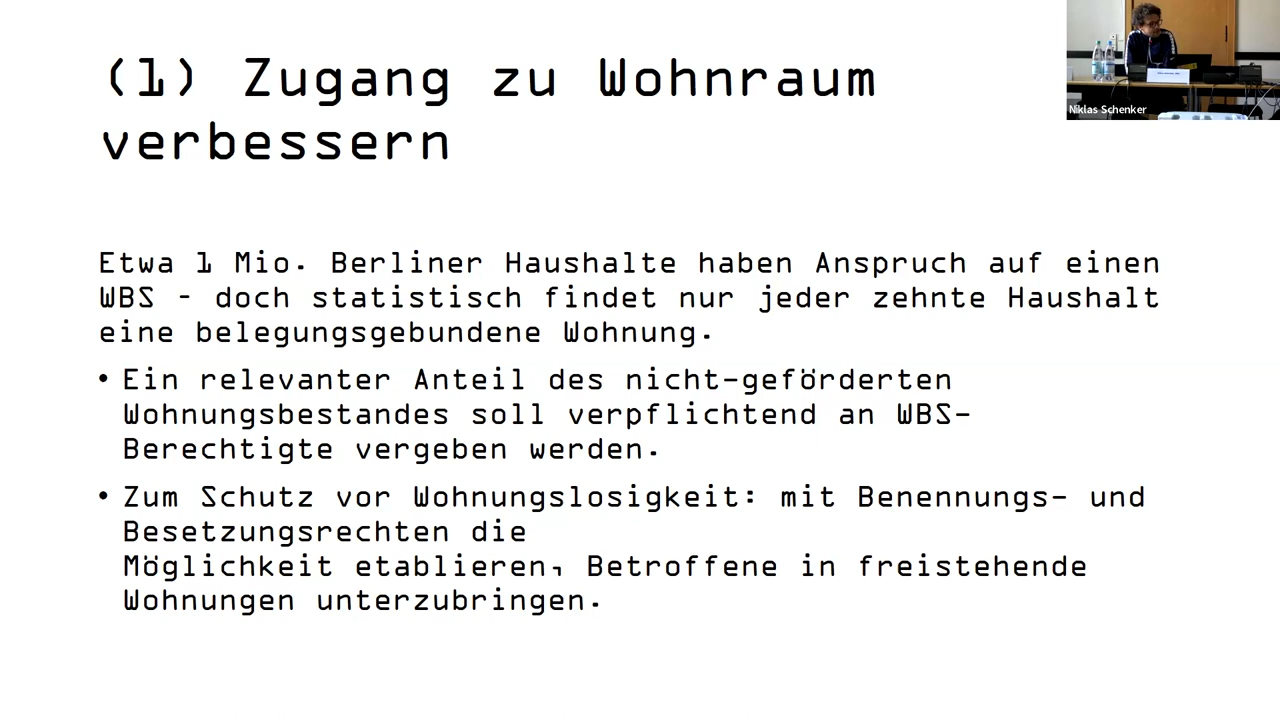 (1) Zugang zu Wohnraum
verbessern
Niklas Schenker
Etwa 1 Mio. Berliner Haushalte haben Anspruch auf einen
WBS - doch statistisch findet nur jeder zehnte Haushalt
eine belegungsgebundene Wohnung.
• Ein relevanter Anteil des nicht-geförderten
Wohnungsbestandes soll verpflichtend an WBS-
Berechtigte vergeben werden.
• Zum Schutz vor Wohnungslosigkeit: mit Benennungs- und
Besetzungsrechten die
Möglichkeit etablieren, Betroffene in freistehende
Wohnungen unterzubringen.